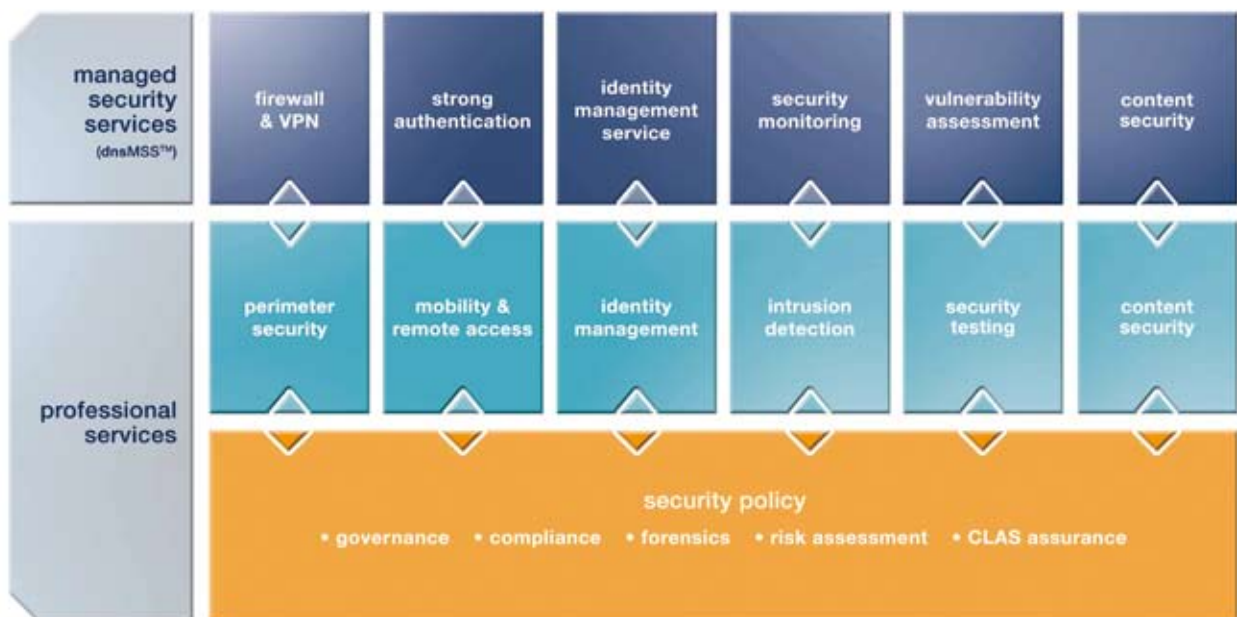 managed
security
services
(dnsMSS™)
firewall
& VPN
strong
authentication
identity
management
service
security
monitoring
vulnerability
assessment
content
security
professional
services
perimeter
security
mobility &
remote access
identity
management
intrusion
detection
security
testing
content
security
security policy
• governance • compliance • forensics • risk assessment • CLAS assurance